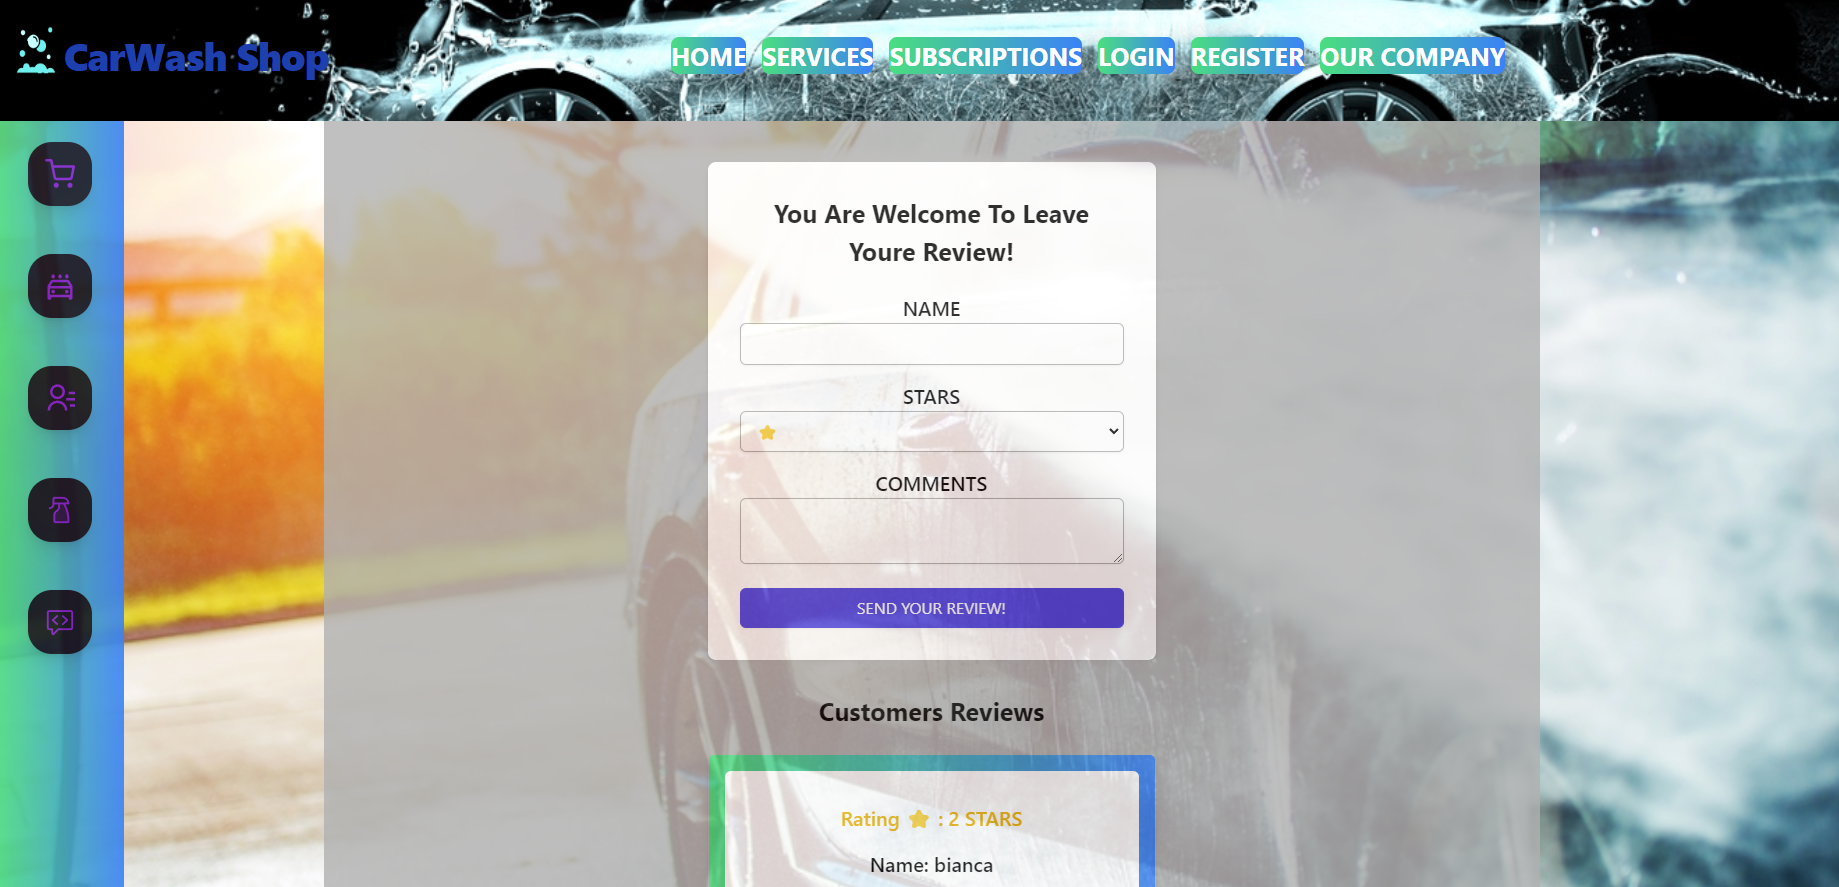 CarWash Shop
HOME SERVICES SUBSCRIPTIONS LOGIN REGISTER OUR COMPANY
You Are Welcome To Leave
Youre Review!
NAME
STARS
COMMENTS
SEND YOUR REVIEW!
Customers Reviews
Rating : 2 STARS
Name: bianca